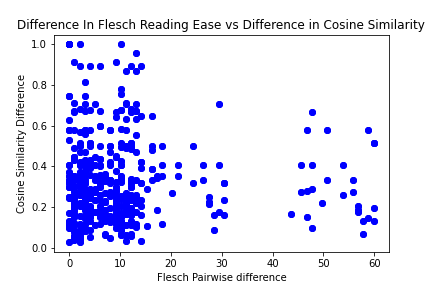 Difference In Flesch Reading Ease vs Difference in Cosine Similarity
1.0
0.8
0.6
0.4
0.2
0.0
Cosine Similarity Difference
0 10 20 30 40 50 60
Flesch Pairwise difference